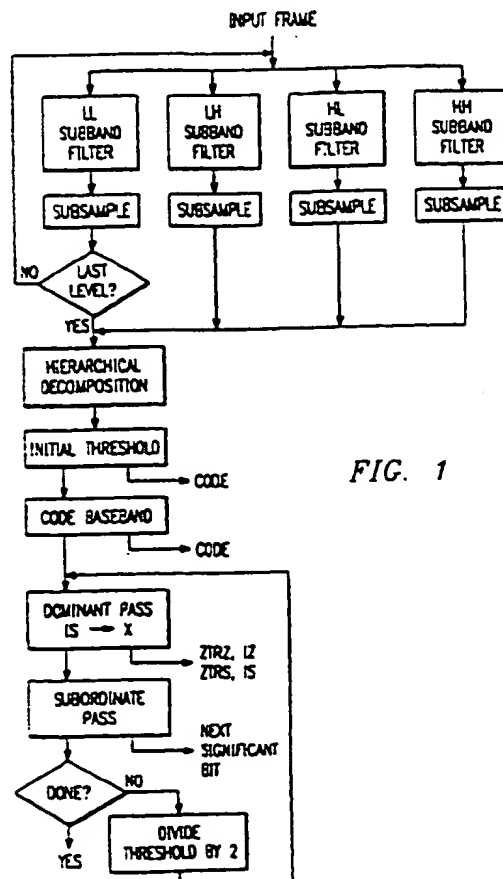 INPUT FRAME
LL
SUBBAND
FILTER
LH
SUBBAND
FILTER
HL
SUBBAND
FILTER
HH
SUBBAND
FILTER
SUBSAMPLE
SUBSAMPLE
SUBSAMPLE
SUBSAMPLE
NO
LAST
LEVEL?
YES
HIERARCHICAL
DECOMPOSITION
INITIAL THRESHOLD
CODE
FIG. 1
CODE BASEBAND
CODE
DOMINANT PASS
IS → X
ZTRZ, IZ
ZTRS, IS
SUBORDINATE
PASS
NEXT
SIGNIFICANT
BIT
DONE?
NO
YES
DIVIDE
THRESHOLD BY 2